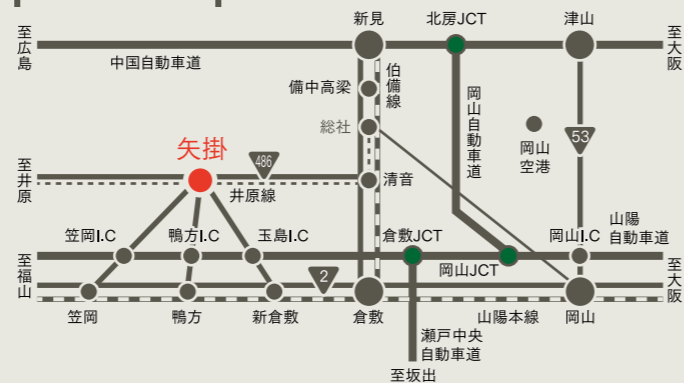 新見
北房JCT
津山
至広島
至大阪
中国自動車道
伯備線
備中高梁
岡山自動車道
総社
岡山
空港
53
矢掛
486
至井原
井原線
清音
笠岡I.C
鴨方I.C
玉島I.C
倉敷JCT
岡山I.C
山陽
自動車道
至福山
岡山JCT
至大阪
2
笠岡
鴨方
新倉敷
倉敷
山陽本線
岡山
瀬戸中央
自動車道
至坂出